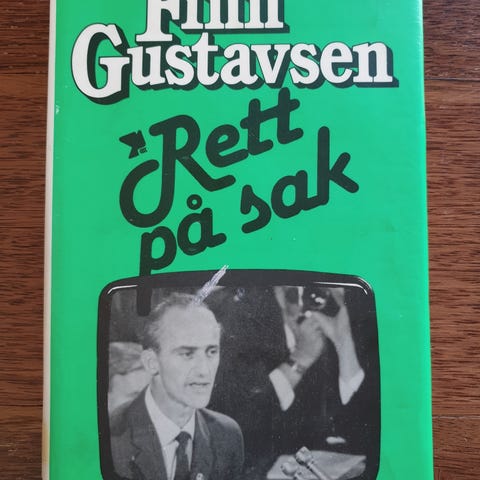 Finn
Gustavsen
Rett
på sak